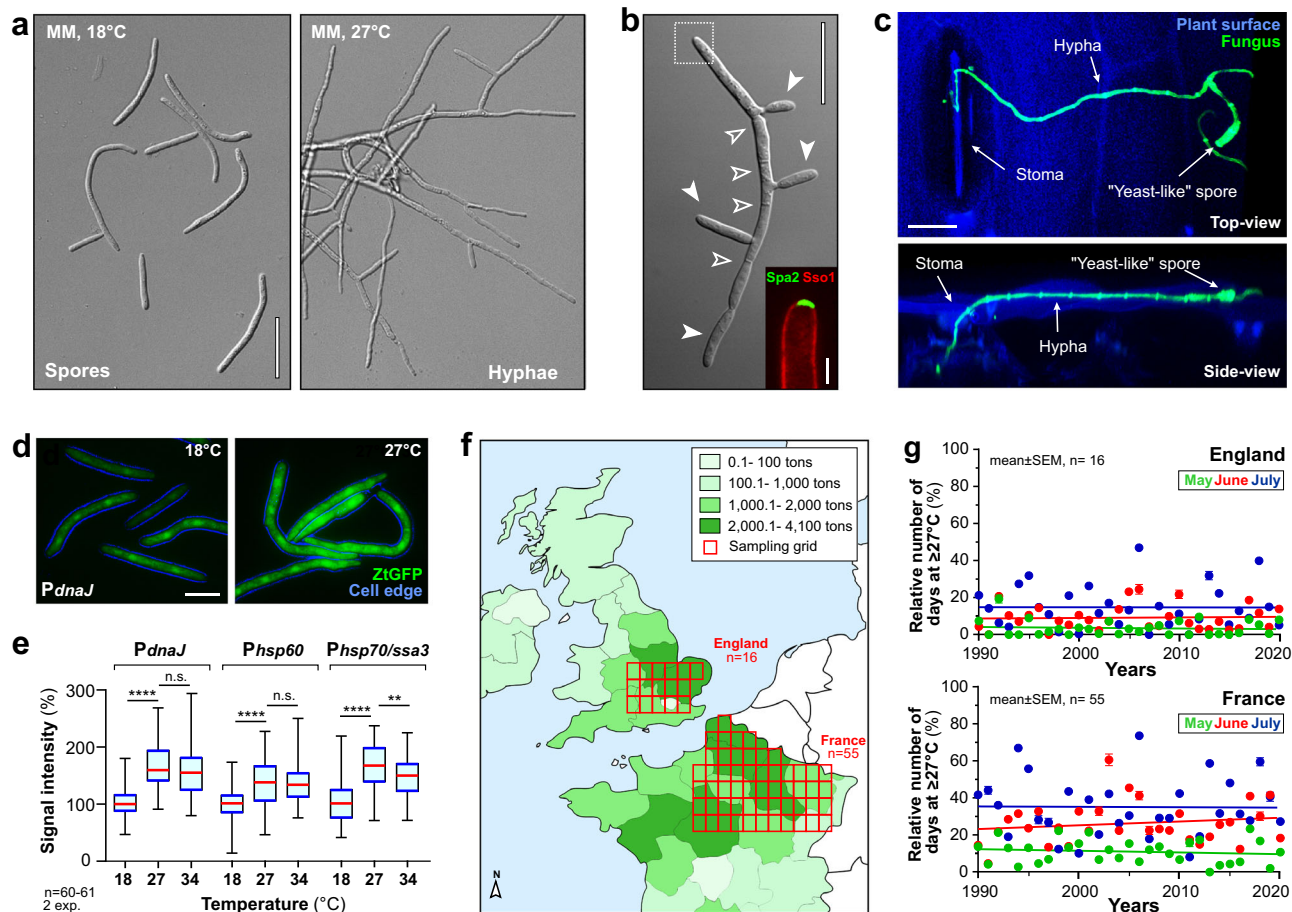 a
MM, 18°C
Spores
MM, 27°C
Hyphae
b
Spa2 Sso1
c
Plant surface
Fungus
Hypha
Stoma
"Yeast-like" spore
Top-view
Stoma
"Yeast-like" spore
Hypha
Side-view
d
18°C
PdnaJ
27°C
ZtGFP
Cell edge
e
PdnaJ
Phsp60
Phsp70/ssa3
****
n.s.
****
n.s.
****
**
Signal intensity (%)
300
200
100
0
18 27 34 18 27 34 18 27 34
n=60-61
2 exp.
Temperature (°C)
f
0.1- 100 tons
100.1- 1,000 tons
1,000.1- 2,000 tons
2,000.1- 4,100 tons
Sampling grid
England
n=16
France
n=55
N
g
England
mean±SEM, n= 16
May June July
Relative number of
days at ≥27°C (%)
100
80
60
40
20
0
1990 2000 2010 2020
Years
France
mean±SEM, n= 55
May June July
Relative number of
days at ≥27°C (%)
100
80
60
40
20
0
1990 2000 2010 2020
Years